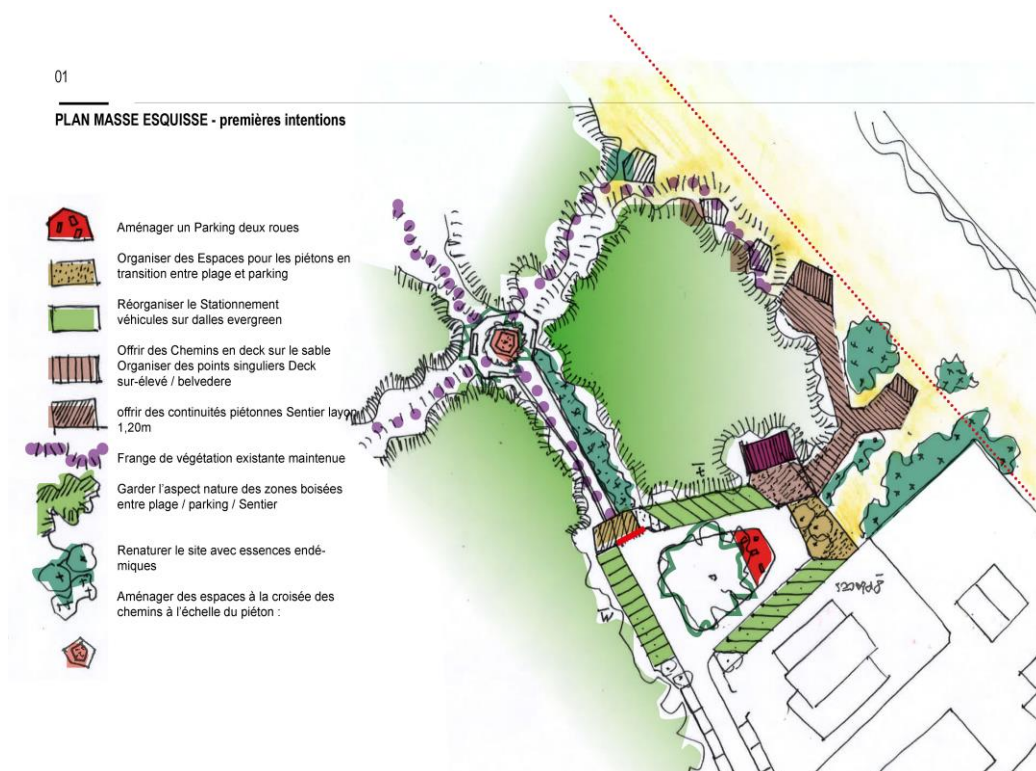 01
PLAN MASSE ESQUISSE - premières intentions
Aménager un Parking deux roues
Organiser des Espaces pour les piétons en
transition entre plage et parking
Réorganiser le Stationnement
véhicules sur dalles evergreen
Offrir des Chemins en deck sur le sable
Organiser des points singuliers Deck
sur-élevé / belvedere
offrir des continuités piétonnes Sentier layon
1,20m
Frange de végétation existante maintenue
Garder l'aspect nature des zones boisées
entre plage / parking / Sentier
Renaturer le site avec essences endé-
miques
Aménager des espaces à la croisée des
chemins à l'échelle du piéton :
8 PLACES